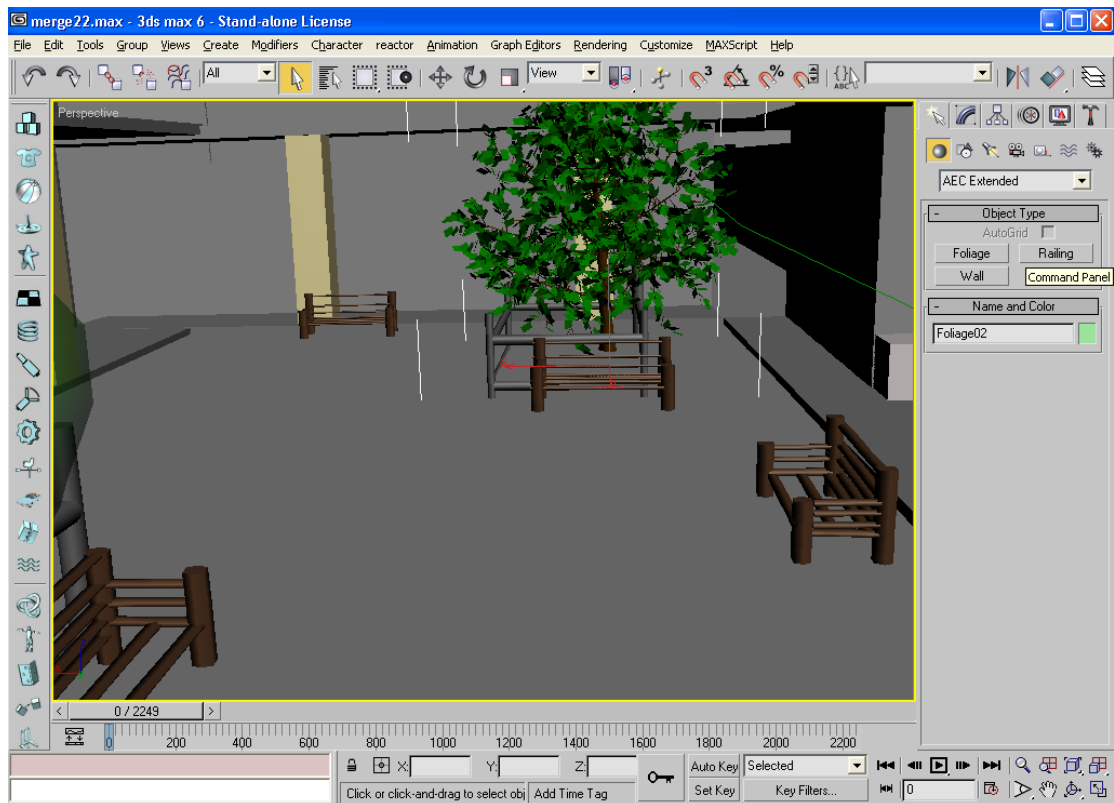 merge22.max - 3ds max 6 - Stand-alone License
File Edit Tools Group Views Create Modifiers Character reactor Animation Graph Editors Rendering Customize MAXScript Help
All
View
3
%
ABC
Perspective
AEC Extended
- Object Type
AutoGrid
Foliage Railing
Wall Command Panel
- Name and Color
Foliage02
< 0 / 2249 >
0 200 400 600 800 1000 1200 1400 1600 1800 2000 2200
X: Y: Z: Auto Key Selected
Click or click-and-drag to select obj Add Time Tag Set Key Key Filters... 0